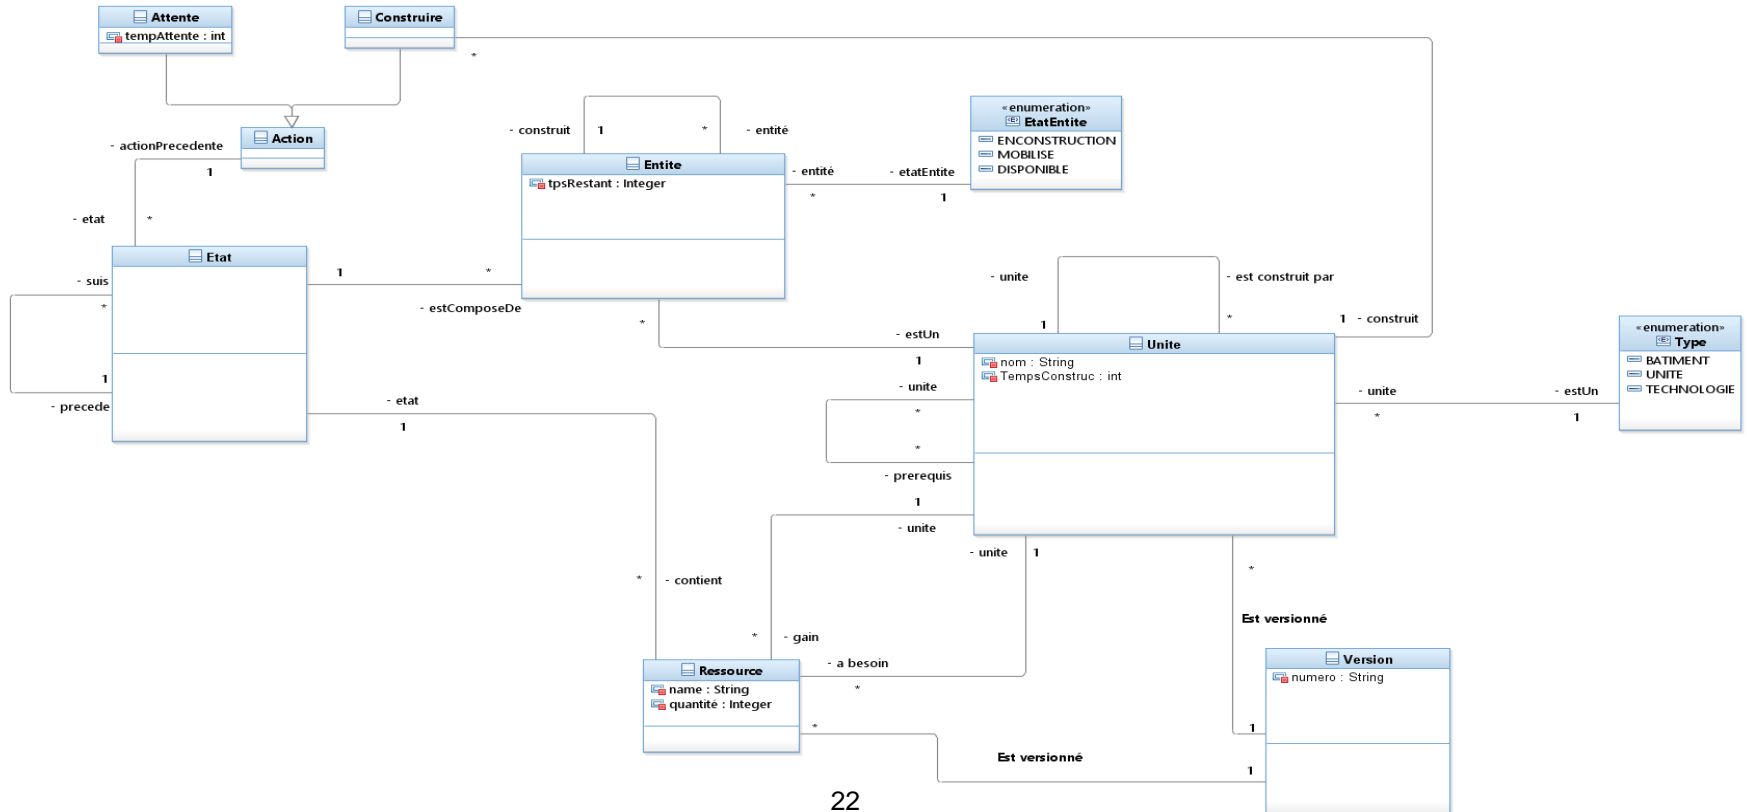 Attente
tempAttente : int
Construire
*
Action
- actionPrecedente
1
- etat
*
- construit
1
*
- entité
Entite
tpsRestant : Integer
- entité
*
- etatEntite
1
«enumeration»
EtatEntite
ENCONSTRUCTION
MOBILISE
DISPONIBLE
Etat
- suis
*
1
- precede
1
*
- estComposeDe
*
- estUn
1
- unite
1
- est construit par
*
1 - construit
Unite
nom : String
TempsConstruc : int
«enumeration»
Type
BATIMENT
UNITE
TECHNOLOGIE
- unite
*
- estUn
1
- unite
*
*
- prerequis
- etat
1
1
- unite
- unite
1
* - contient
* - gain
- a besoin
*
Ressource
name : String
quantité : Integer
*
*
Est versionné
1
Version
numero : String
Est versionné
1
22